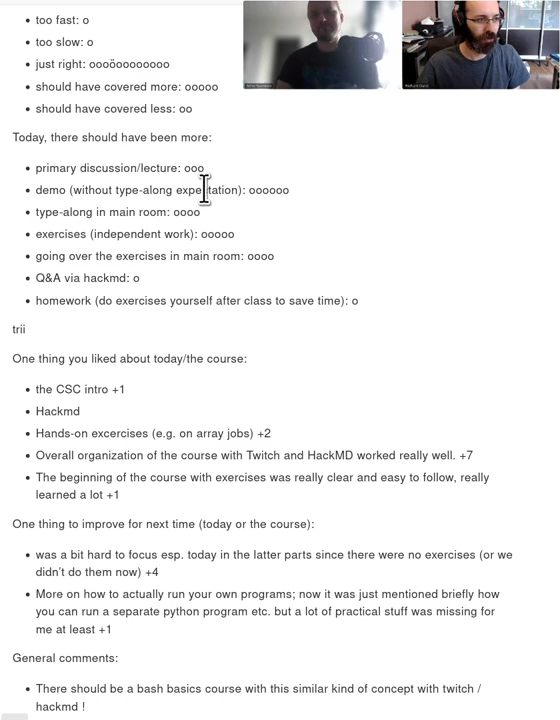 too fast: o
too slow: o
just right: oooöooooooooo
should have covered more: ooooo
should have covered less: oo
Today, there should have been more:
primary discussion/lecture: ooo
demo (without type-along expectation): oooooo
type-along in main room: oooo
exercises (independent work): ooooo
going over the exercises in main room: oooo
Q&A via hackmd: o
homework (do exercises yourself after class to save time): o
trii
One thing you liked about today/the course:
the CSC intro +1
Hackmd
Hands-on excercises (e.g. on array jobs) +2
Overall organization of the course with Twitch and HackMD worked really well. +7
The beginning of the course with exercises was really clear and easy to follow, really
learned a lot +1
One thing to improve for next time (today or the course):
was a bit hard to focus esp. today in the latter parts since there were no exercises (or we
didn't do them now) +4
More on how to actually run your own programs; now it was just mentioned briefly how
you can run a separate python program etc. but a lot of practical stuff was missing for
me at least +1
General comments:
There should be a bash basics course with this similar kind of concept with twitch /
hackmd !